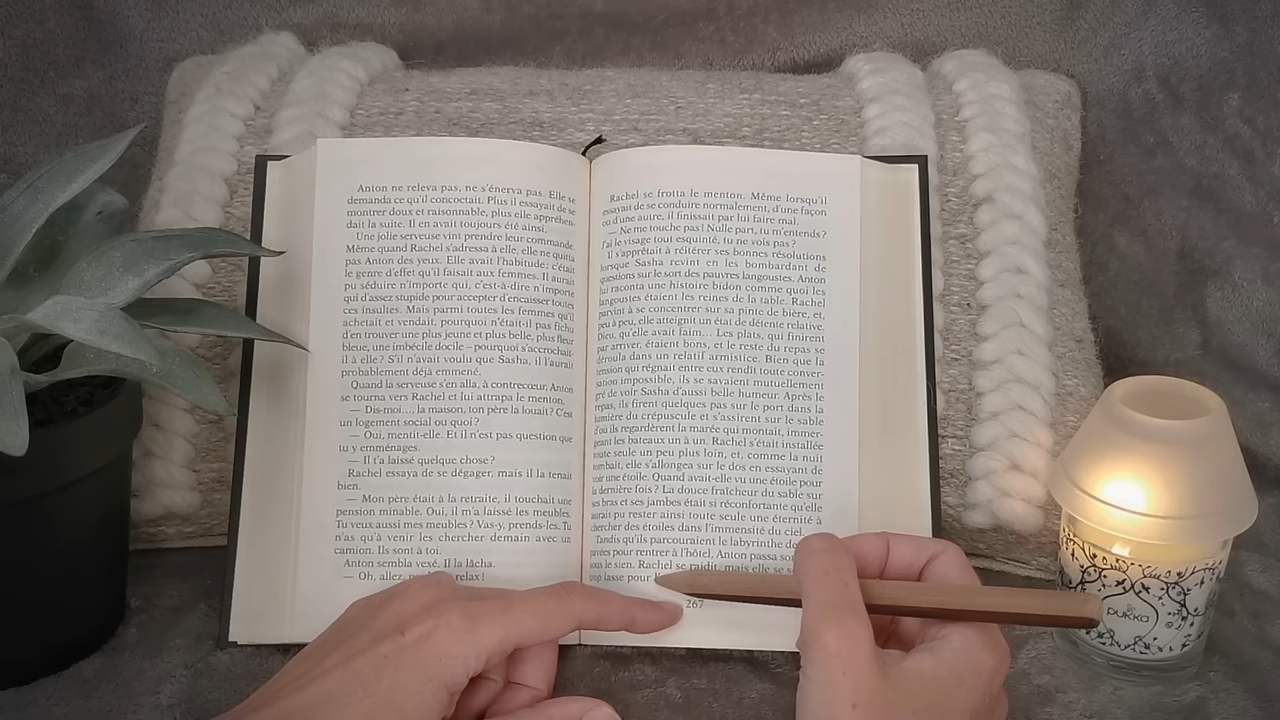 Anton ne releva pas, ne s'énerva pas. Elle se
demanda ce qu'il concoctait. Plus il essayait de se
montrer doux et raisonnable, plus elle appréhen-
dait la suite. Il en avait toujours été ainsi.
Une jolie serveuse vint prendre leur commande.
Même quand Rachel s'adressa à elle, elle ne quitta
pas Anton des yeux. Elle avait l'habitude; c'était
le genre d'effet qu'il faisait aux femmes. Il aurait
pu séduire n'importe qui, c'est-à-dire n'importe
qui d'assez stupide pour accepter d'encaisser toutes
ces insultes. Mais parmi toutes les femmes qu'il
achetait et vendait, pourquoi n'était-il pas fichu
d'en trouver une plus jeune et plus belle, plus fleur
bleue, une imbécile docile – pourquoi s'accrochait-
il à elle? S'il n'avait voulu que Sasha, il l'aurait
probablement déjà emmené.
Quand la serveuse s'en alla, à contrecœur, Anton
se tourna vers Rachel et lui attrapa le menton.
— Dis-moi..., la maison, ton père la louait? C'est
un logement social ou quoi?
— Oui, mentit-elle. Et il n'est pas question que
tu y emménages.
— Il t'a laissé quelque chose?
Rachel essaya de se dégager, mais il la tenait
bien.
— Mon père était à la retraite, il touchait une
pension minable. Oui, il m'a laissé les meubles.
Tu veux aussi mes meubles? Vas-y, prends-les. Tu
n'as qu'à venir les chercher demain avec un
camion. Ils sont à toi.
Anton sembla vexé. Il la lâcha.
— Oh, allez, relax!
Rachel se frotta le menton. Même lorsqu'il
essayait de se conduire normalement, d'une façon
ou d'une autre, il finissait par lui faire mal.
— Ne me touche pas! Nulle part, tu m'entends?
J'ai le visage tout esquinté, tu ne vois pas?
Il s'apprêtait à réitérer ses bonnes résolutions
lorsque Sasha revint en les bombardant de
questions sur le sort des pauvres langoustes. Anton
lui raconta une histoire bidon comme quoi les
langoustes étaient les reines de la table. Rachel
parvint à se concentrer sur sa pinte de bière, et,
peu à peu, elle atteignit un état de détente relative.
Dieu, qu'elle avait faim... Les plats, qui finirent
par arriver, étaient bons, et le reste du repas se
déroula dans un relatif armistice. Bien que la
tension qui régnait entre eux rendît toute conver-
sation impossible, ils se savaient mutuellement
gré de voir Sasha d'aussi belle humeur. Après le
repas, ils firent quelques pas sur le port dans la
lumière du crépuscule et s'assirent sur le sable
d'où ils regardèrent la marée qui montait, immer-
geant les bateaux un à un. Rachel s'était installée
toute seule un peu plus loin, et, comme la nuit
tombait, elle s'allongea sur le dos en essayant de
voir une étoile. Quand avait-elle vu une étoile pour
la dernière fois? La douce fraîcheur du sable sur
ses bras et ses jambes était si réconfortante qu'elle
aurait pu rester ainsi toute seule une éternité à
chercher des étoiles dans l'immensité du ciel.
Tandis qu'ils parcouraient le labyrinthe de
pavées pour rentrer à l'hôtel, Anton passa son
sous le sien. Rachel se raidit, mais elle se
trop lasse pour
267
pukka